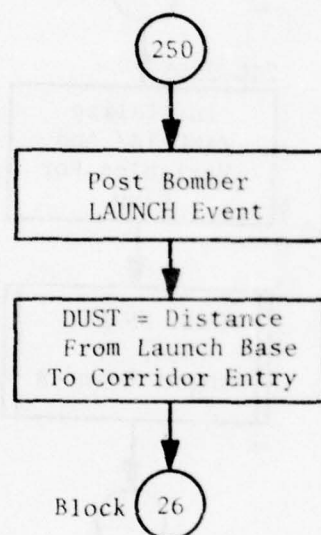 250
Post Bomber
LAUNCH Event
DUST = Distance
From Launch Base
To Corridor Entry
Block 26